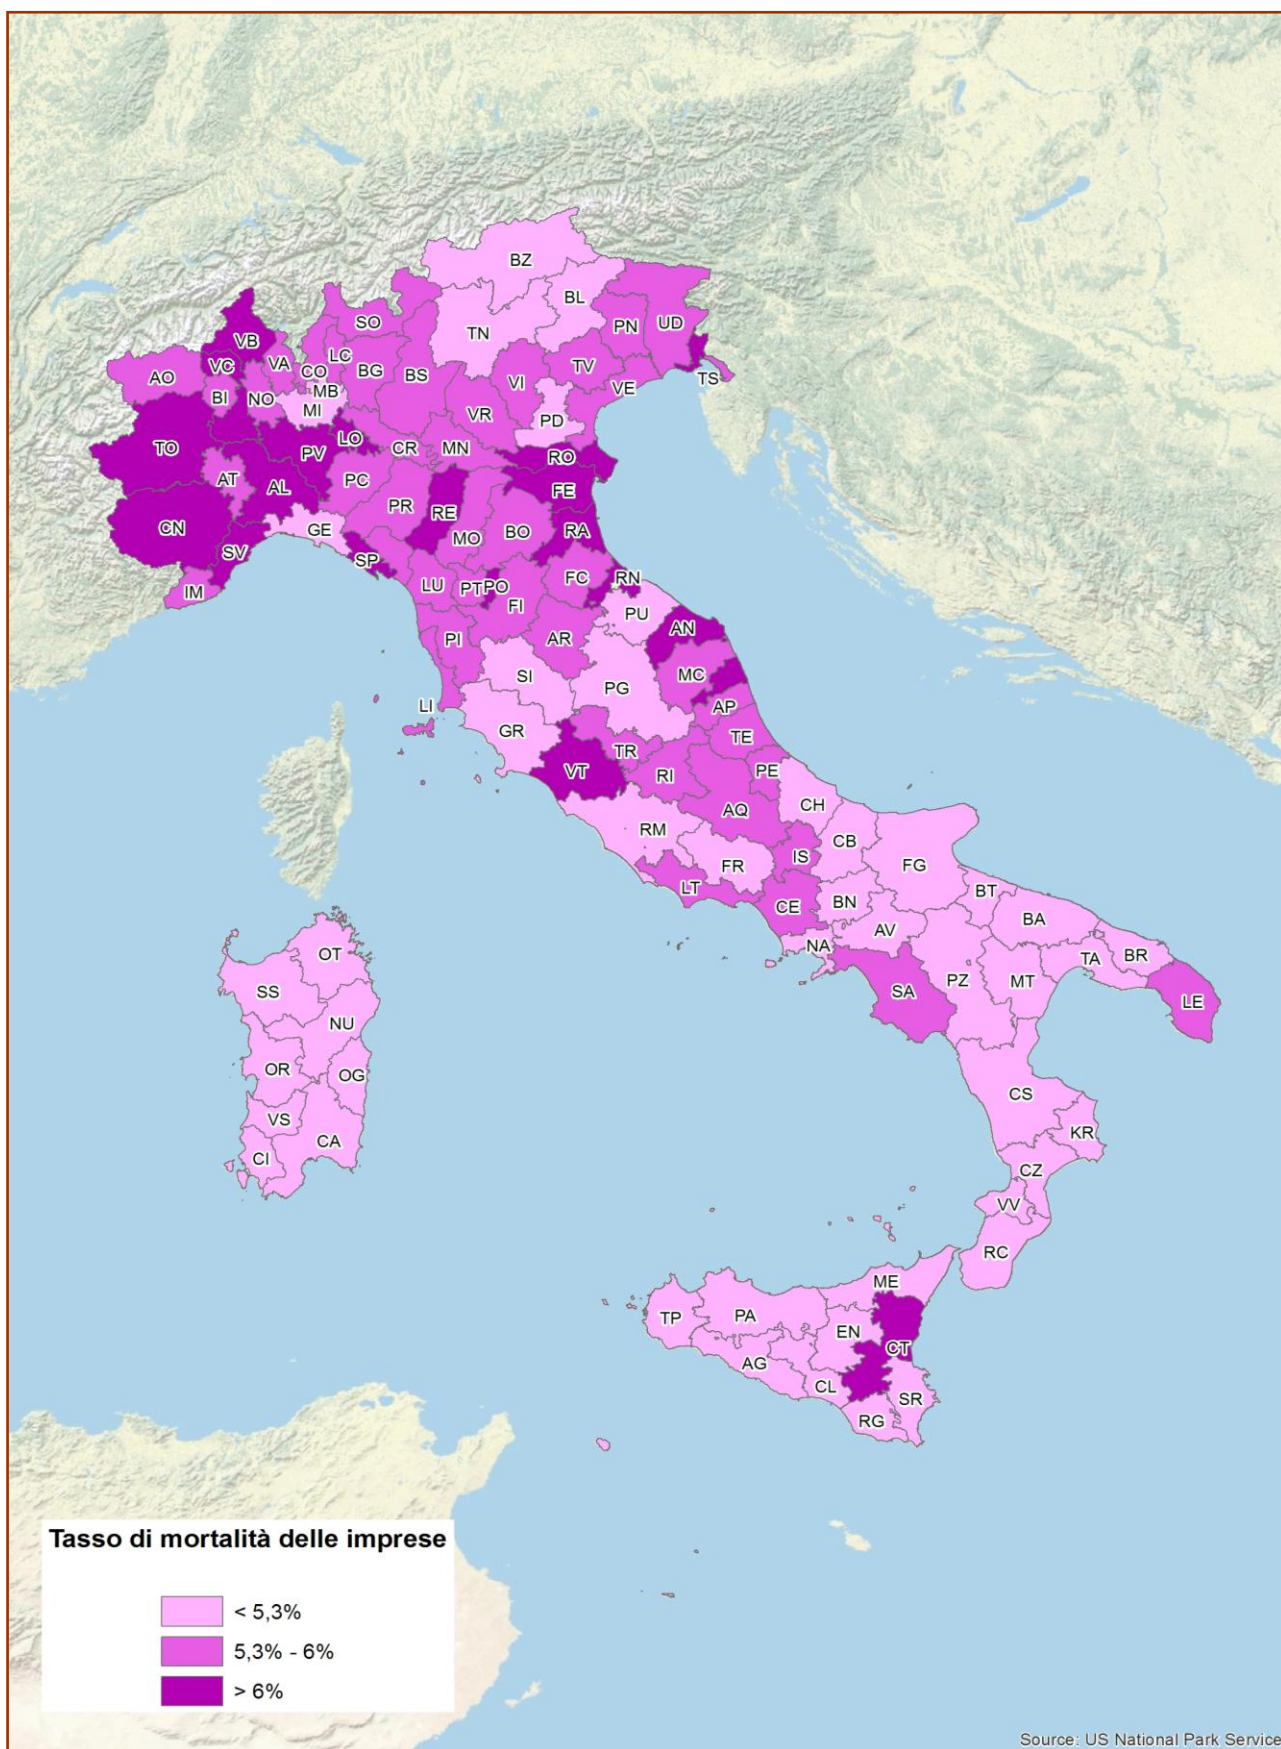 BZ
BL
TN
SO
PN
UD
VB
VC
VA
LC
CO
BG
BS
VI
TV
TS
AO
BI
NO
MB
MI
VE
VR
PD
TO
PV
LO
CR
MN
RO
AT
AL
PC
FE
PR
RE
CN
GE
BO
RA
SV
MO
SP
IM
LU
PT
PO
FC
RN
FI
PU
AN
PI
AR
SI
PG
MC
LI
GR
AP
TE
TR
VT
RI
PE
AQ
CH
RM
CB
IS
FR
FG
LT
BT
CE
BN
BA
AV
NA
OT
TA
BR
SS
PZ
MT
SA
LE
NU
OR
OG
CS
VS
KR
CA
CI
CZ
VV
RC
ME
TP
PA
EN
CT
AG
CL
SR
RG
Tasso di mortalità delle imprese
< 5,3%
5,3% - 6%
> 6%
Source: US National Park Service